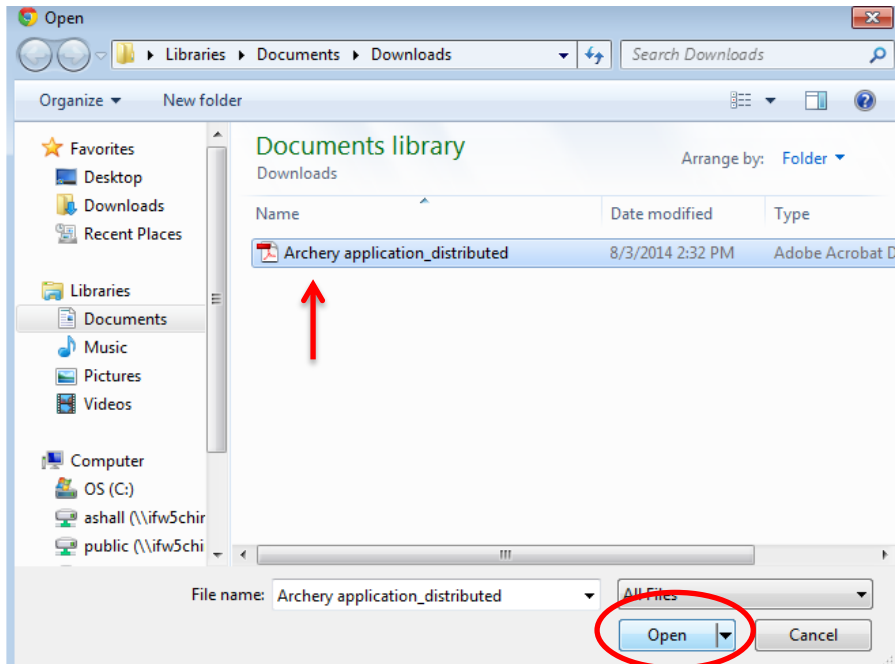 Open
Libraries Documents Downloads
Search Downloads
Organize New folder
Favorites
Desktop
Downloads
Recent Places
Libraries
Documents
Music
Pictures
Videos
Computer
OS (C:)
ashall (\\ifw5chir
public (\\ifw5chi
Documents library
Downloads
Arrange by: Folder
Name Date modified Type
Archery application_distributed 8/3/2014 2:32 PM Adobe Acrobat D
File name: Archery application_distributed All Files
Open Cancel